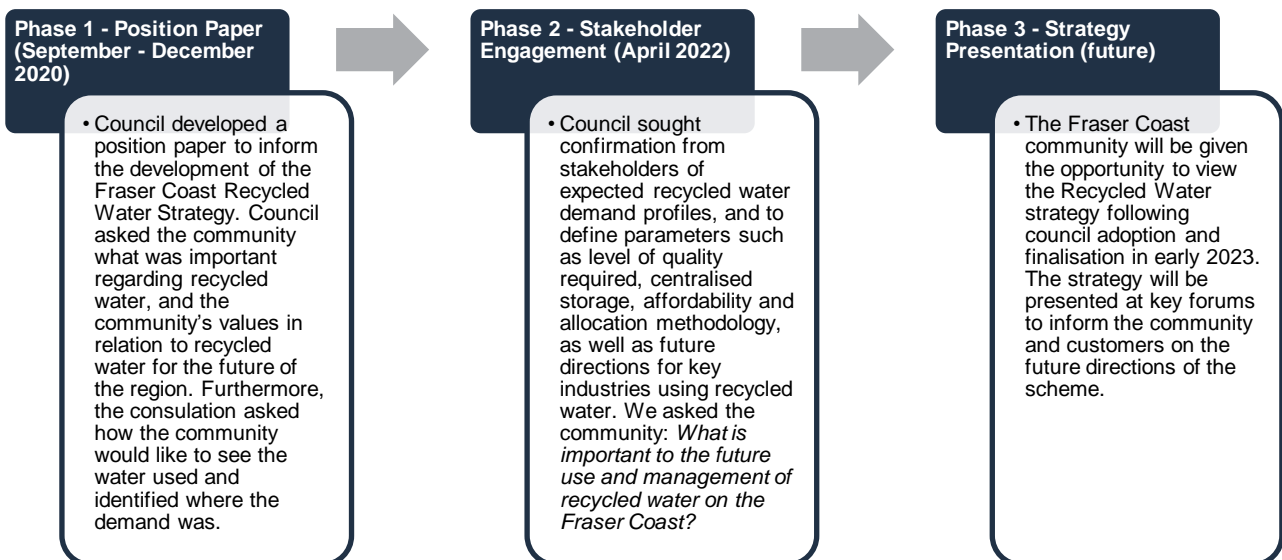 Phase 1 - Position Paper
(September - December
2020)
• Council developed a
position paper to inform
the development of the
Fraser Coast Recycled
Water Strategy. Council
asked the community
what was important
regarding recycled
water, and the
community’s values in
relation to recycled
water for the future of
the region. Furthermore,
the consulation asked
how the community
would like to see the
water used and
identified where the
demand was.
Phase 2 - Stakeholder
Engagement (April 2022)
• Council sought
confirmation from
stakeholders of
expected recycled water
demand profiles, and to
define parameters such
as level of quality
required, centralised
storage, affordability and
allocation methodology,
as well as future
directions for key
industries using recycled
water. We asked the
community: What is
important to the future
use and management of
recycled water on the
Fraser Coast?
Phase 3 - Strategy
Presentation (future)
• The Fraser Coast
community will be given
the opportunity to view
the Recycled Water
strategy following
council adoption and
finalisation in early 2023.
The strategy will be
presented at key forums
to inform the community
and customers on the
future directions of the
scheme.